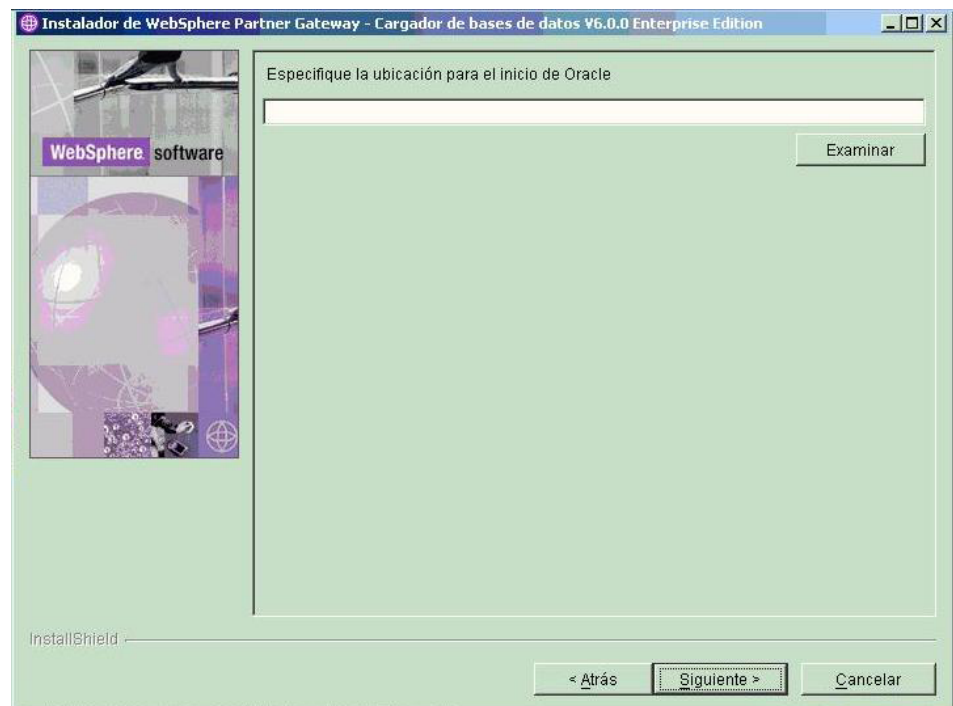 Instalador de WebSphere Partner Gateway - Cargador de bases de datos V6.0.0 Enterprise Edition
Especifique la ubicación para el inicio de Oracle
WebSphere software
Examinar
InstallShield
< Atrás
Siguiente >
Cancelar